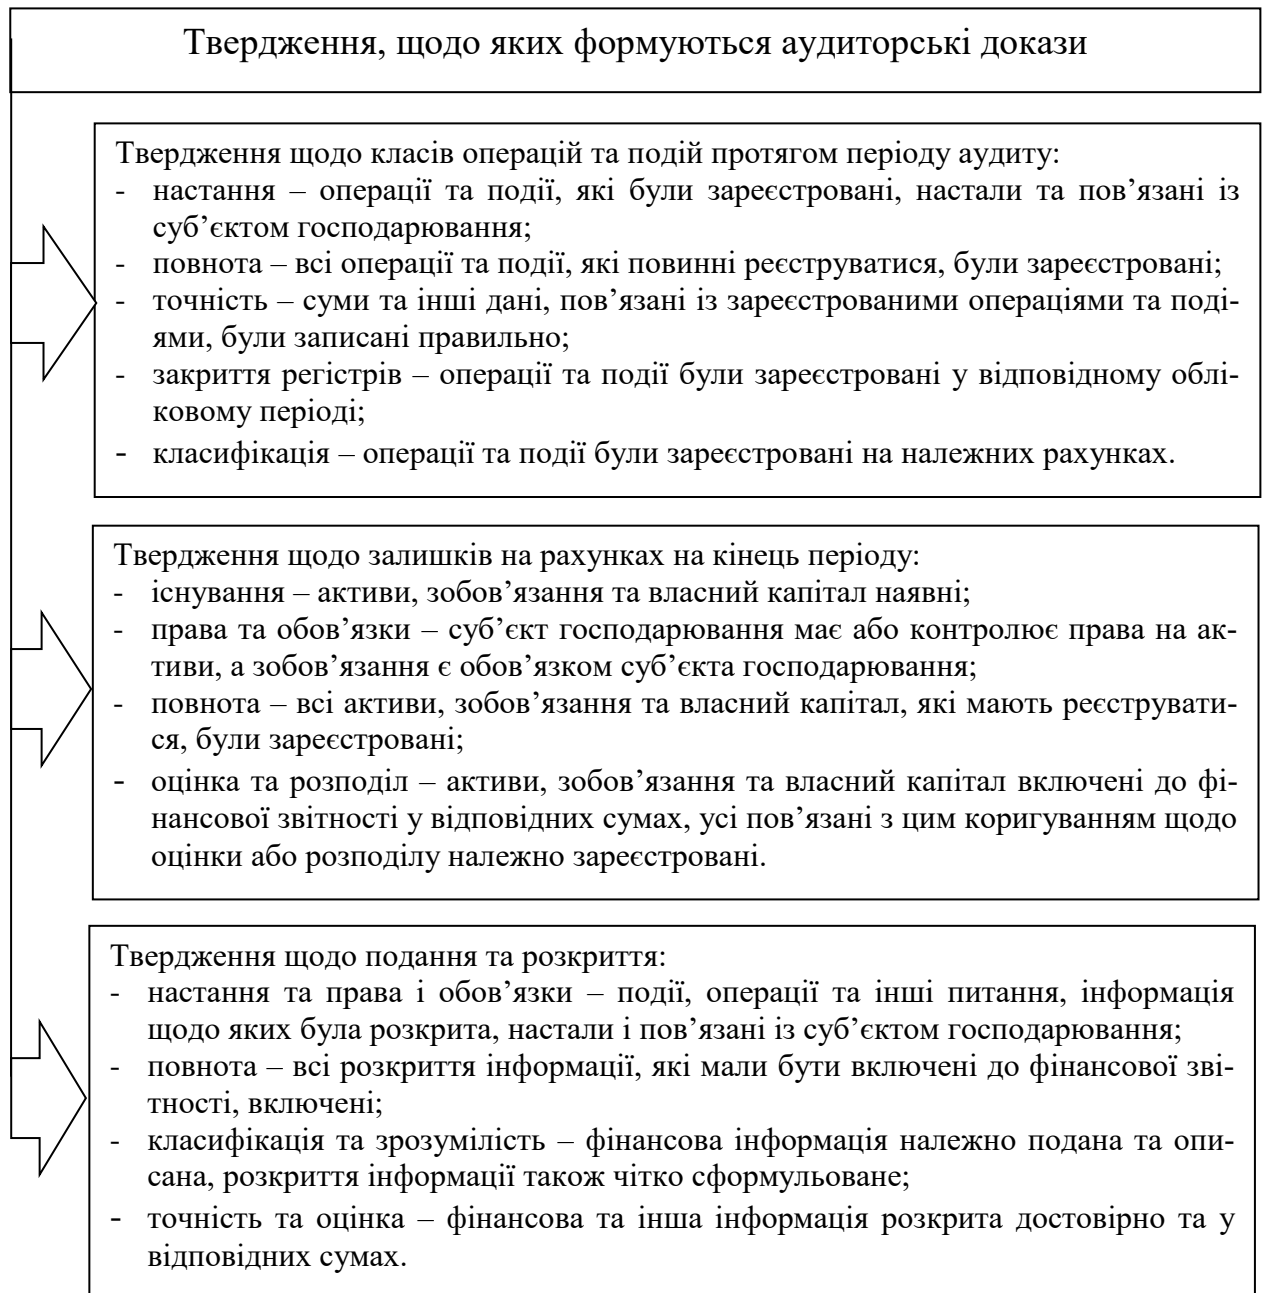 Твердження, щодо яких формуються аудиторські докази
Твердження щодо класів операцій та подій протягом періоду аудиту:
- настання – операції та події, які були зареєстровані, настали та пов’язані із
суб’єктом господарювання;
- повнота – всі операції та події, які повинні реєструватися, були зареєстровані;
- точність – суми та інші дані, пов’язані із зареєстрованими операціями та поді-
ями, були записані правильно;
- закриття регістрів – операції та події були зареєстровані у відповідному облі-
ковому періоді;
- класифікація – операції та події були зареєстровані на належних рахунках.
Твердження щодо залишків на рахунках на кінець періоду:
- існування – активи, зобов’язання та власний капітал наявні;
- права та обов’язки – суб’єкт господарювання має або контролює права на ак-
тиви, а зобов’язання є обов’язком суб’єкта господарювання;
- повнота – всі активи, зобов’язання та власний капітал, які мають реєструвати-
ся, були зареєстровані;
- оцінка та розподіл – активи, зобов’язання та власний капітал включені до фі-
нансової звітності у відповідних сумах, усі пов’язані з цим коригуванням щодо
оцінки або розподілу належно зареєстровані.
Твердження щодо подання та розкриття:
- настання та права і обов’язки – події, операції та інші питання, інформація
щодо яких була розкрита, настали і пов’язані із суб’єктом господарювання;
- повнота – всі розкриття інформації, які мали бути включені до фінансової зві-
тності, включені;
- класифікація та зрозумілість – фінансова інформація належно подана та опи-
сана, розкриття інформації також чітко сформульоване;
- точність та оцінка – фінансова та інша інформація розкрита достовірно та у
відповідних сумах.